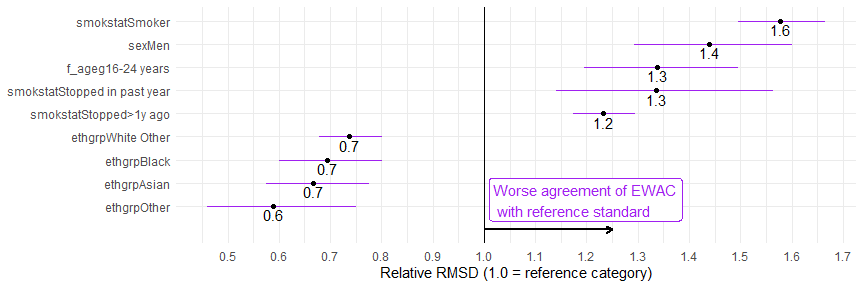 smokstatSmoker
1.6
sexMen
1.4
f_ageg16-24 years
1.3
smokstatStopped in past year
1.3
smokstatStopped>1y ago
1.2
ethgrpWhite Other
0.7
ethgrpBlack
0.7
ethgrpAsian
0.7
ethgrpOther
0.6
Worse agreement of EWAC
with reference standard
0.5 0.6 0.7 0.8 0.9 1.0 1.1 1.2 1.3 1.4 1.5 1.6 1.7
Relative RMSD (1.0 = reference category)